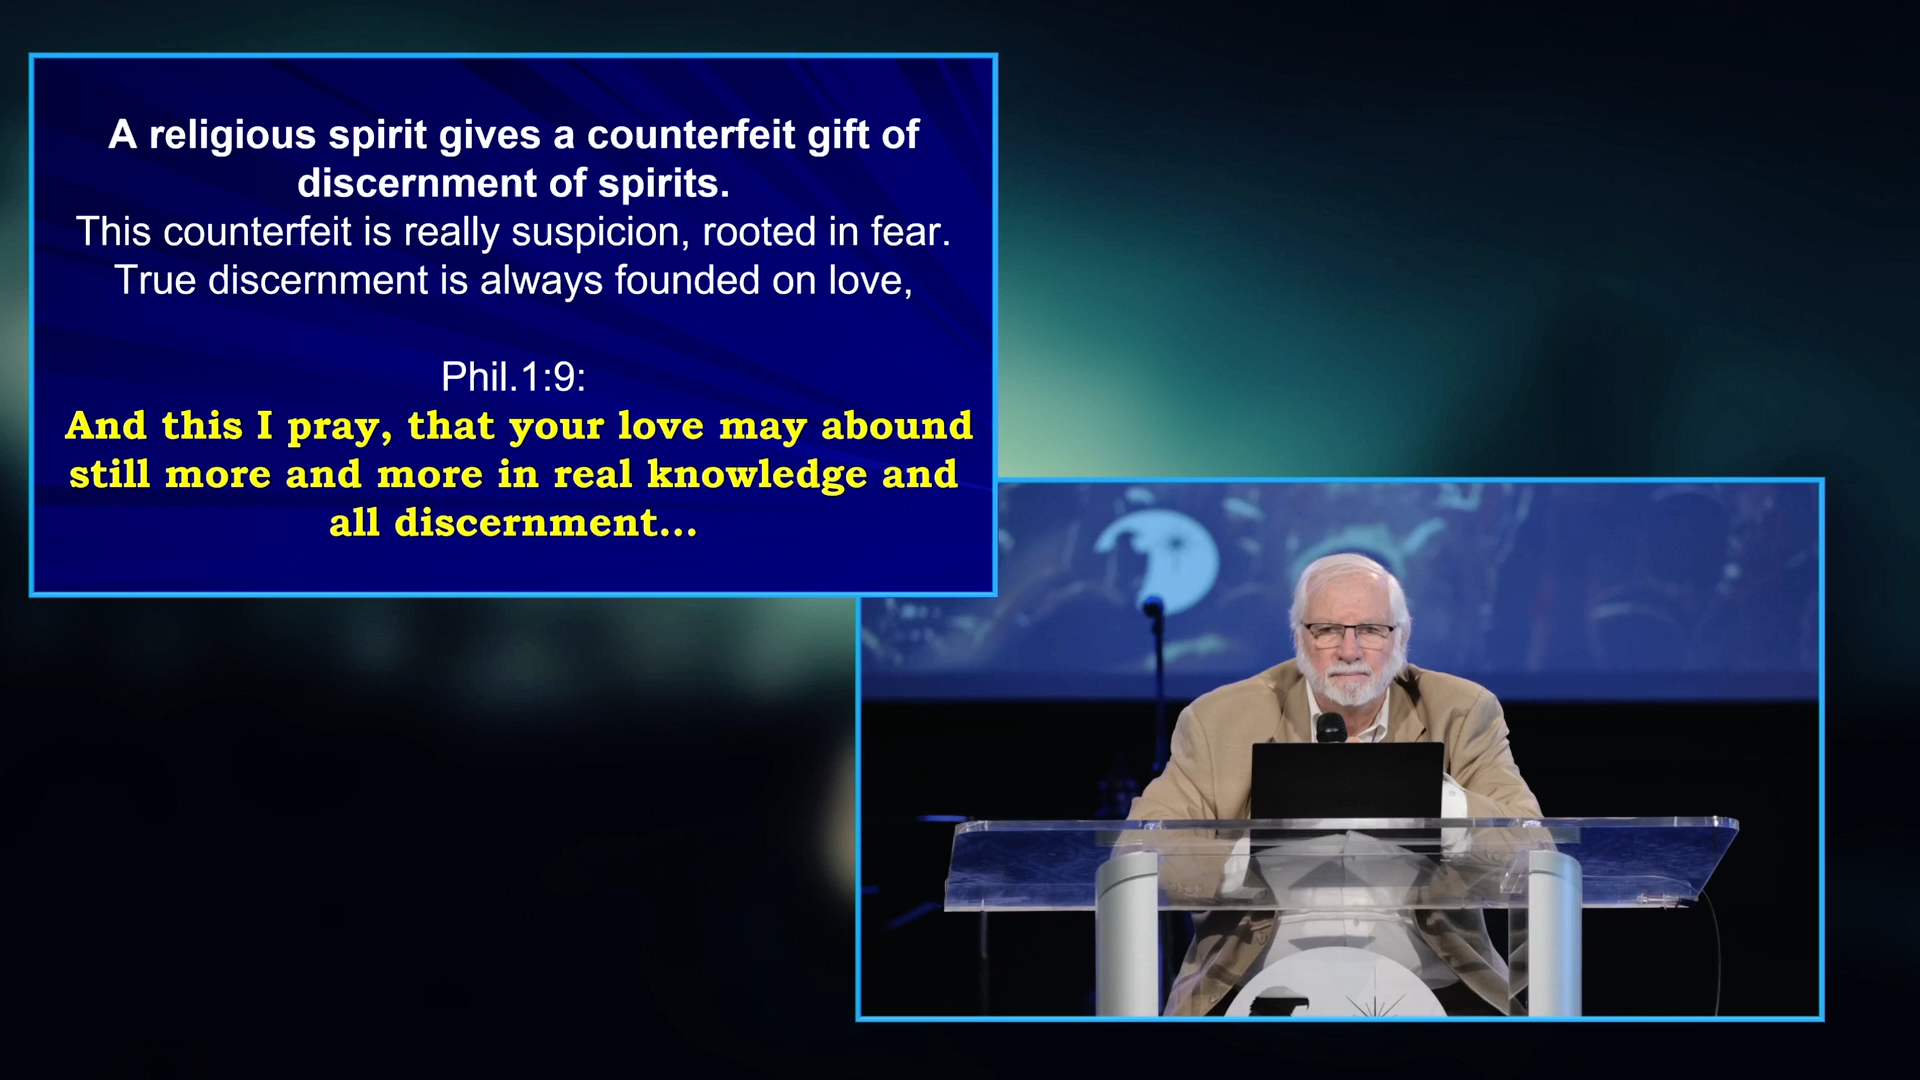 A religious spirit gives a counterfeit gift of
discernment of spirits.
This counterfeit is really suspicion, rooted in fear.
True discernment is always founded on love,
Phil.1:9:
And this I pray, that your love may abound
still more and more in real knowledge and
all discernment...